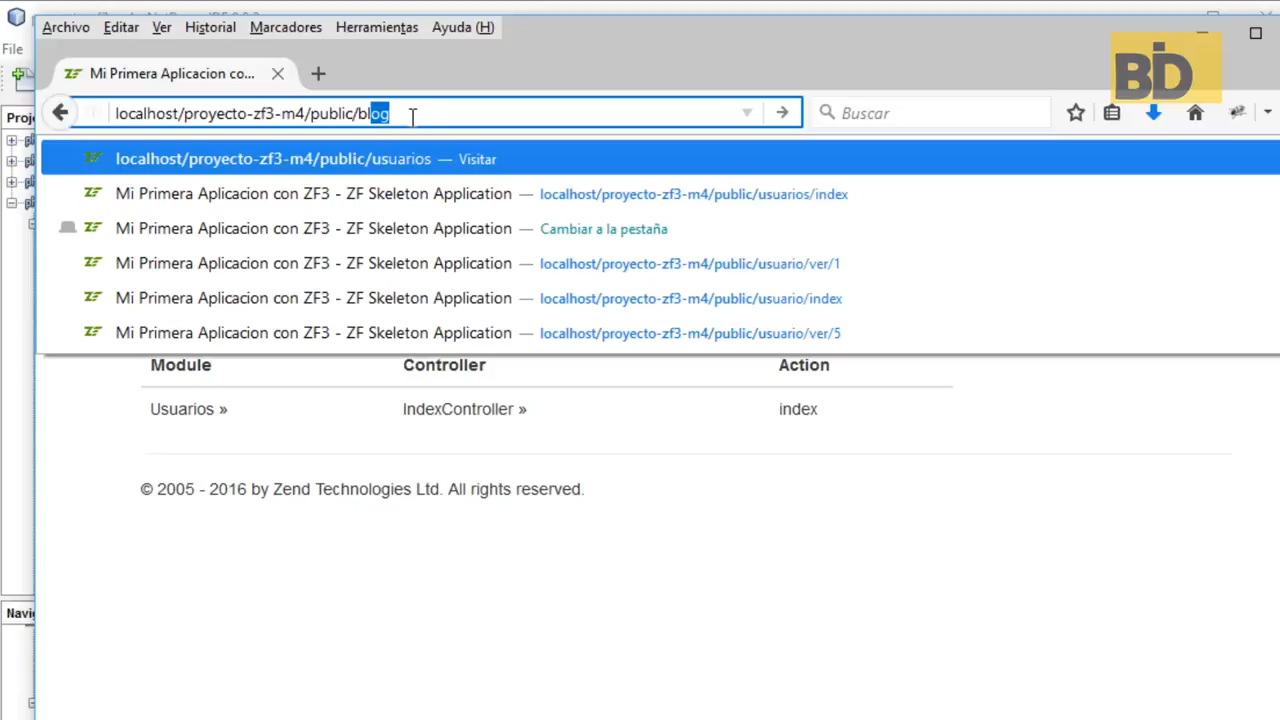 File
Archivo Editar Ver Historial Marcadores Herramientas Ayuda (H)
Mi Primera Aplicacion co...
BID
localhost/proyecto-zf3-m4/public/blog
Buscar
Proje
localhost/proyecto-zf3-m4/public/usuarios — Visitar
Mi Primera Aplicacion con ZF3 - ZF Skeleton Application — localhost/proyecto-zf3-m4/public/usuarios/index
Mi Primera Aplicacion con ZF3 - ZF Skeleton Application — Cambiar a la pestaña
Mi Primera Aplicacion con ZF3 - ZF Skeleton Application — localhost/proyecto-zf3-m4/public/usuario/ver/1
Mi Primera Aplicacion con ZF3 - ZF Skeleton Application — localhost/proyecto-zf3-m4/public/usuario/index
Mi Primera Aplicacion con ZF3 - ZF Skeleton Application — localhost/proyecto-zf3-m4/public/usuario/ver/5
Module Controller Action
Usuarios » IndexController » index
© 2005 - 2016 by Zend Technologies Ltd. All rights reserved.
Navi